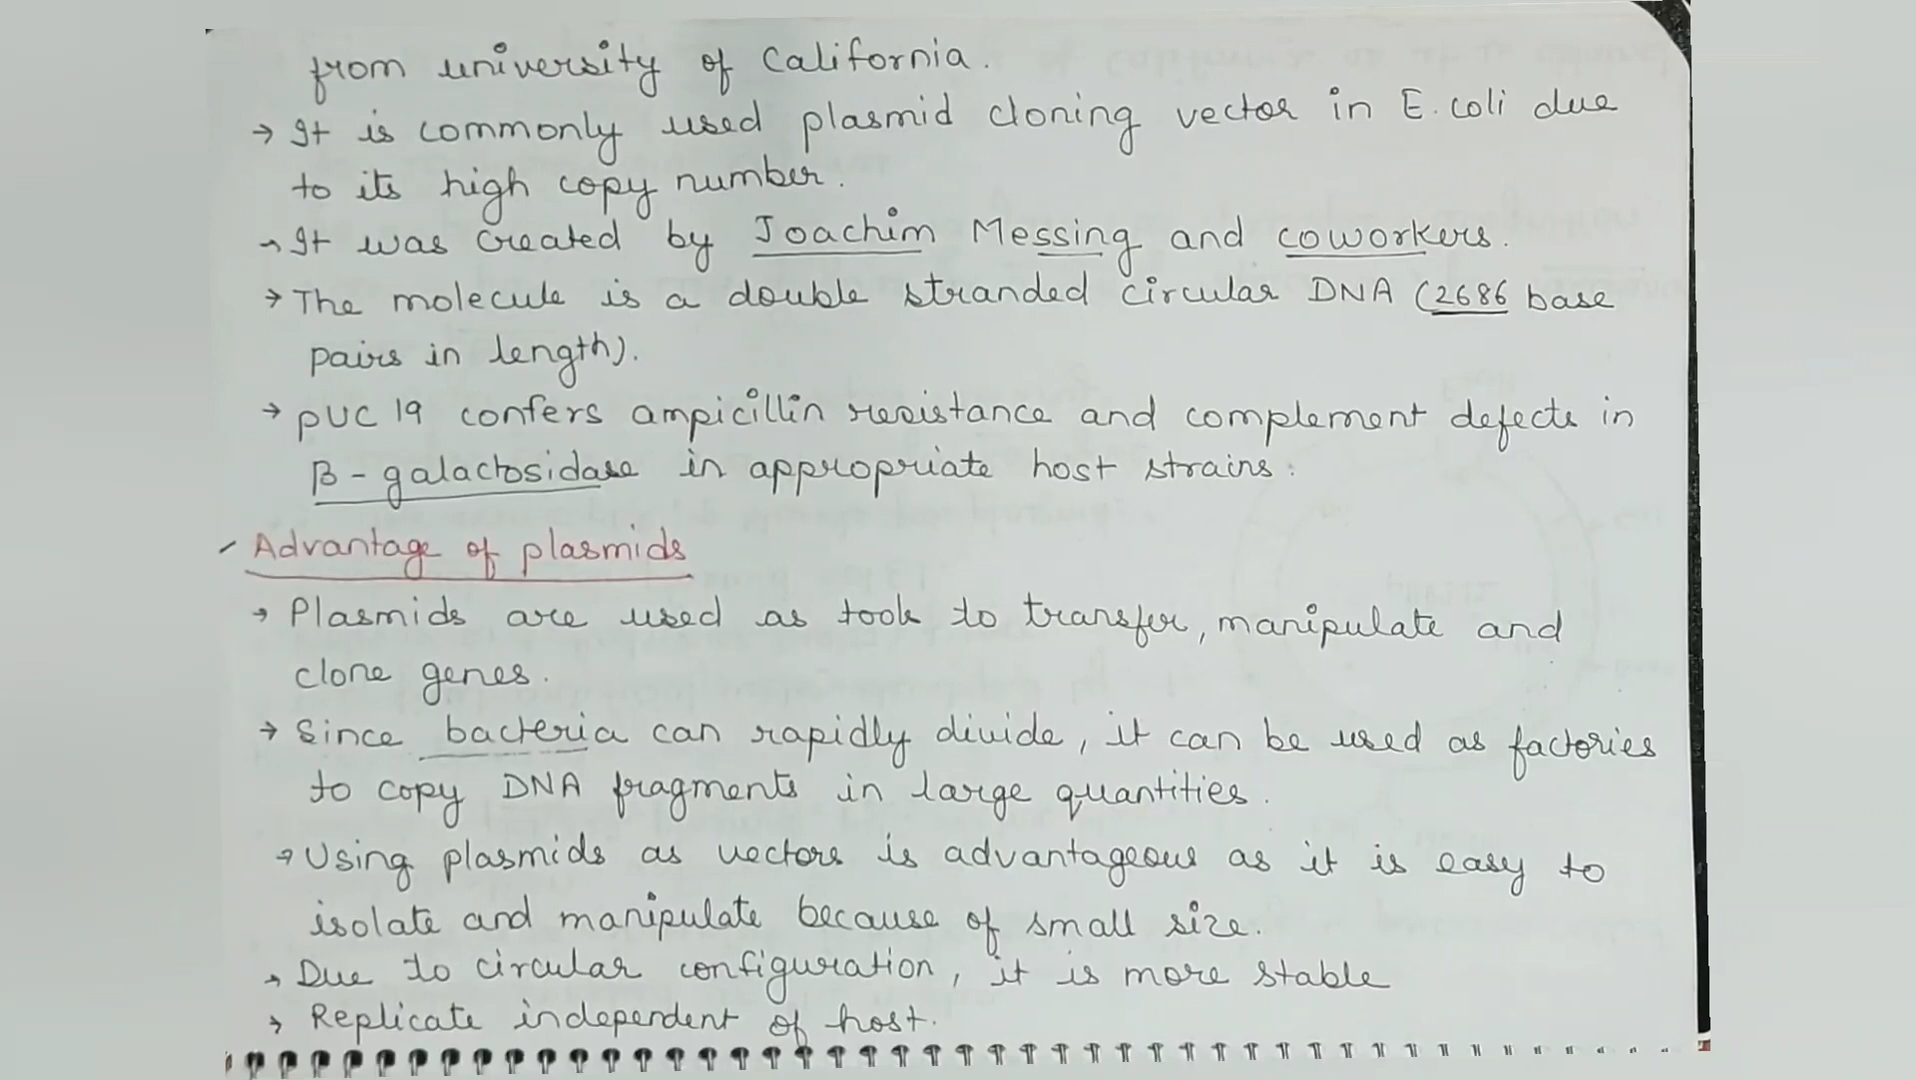 from university of California.
→ It is commonly used plasmid cloning vector in E. coli due
to its high copy number.
→ It was created by Joachim Messing and coworkers.
→ The molecule is a double stranded circular DNA (2686 base
pairs in length).
→ pUC 19 confers ampicillin resistance and complement defects in
β - galactosidase in appropriate host strains.
Advantage of plasmids
→ Plasmids are used as tools to transfer, manipulate and
clone genes.
→ Since bacteria can rapidly divide, it can be used as factories
to copy DNA fragments in large quantities.
→ Using plasmids as vectors is advantageous as it is easy to
isolate and manipulate because of small size.
→ Due to circular configuration, it is more stable
→ Replicate independent of host.